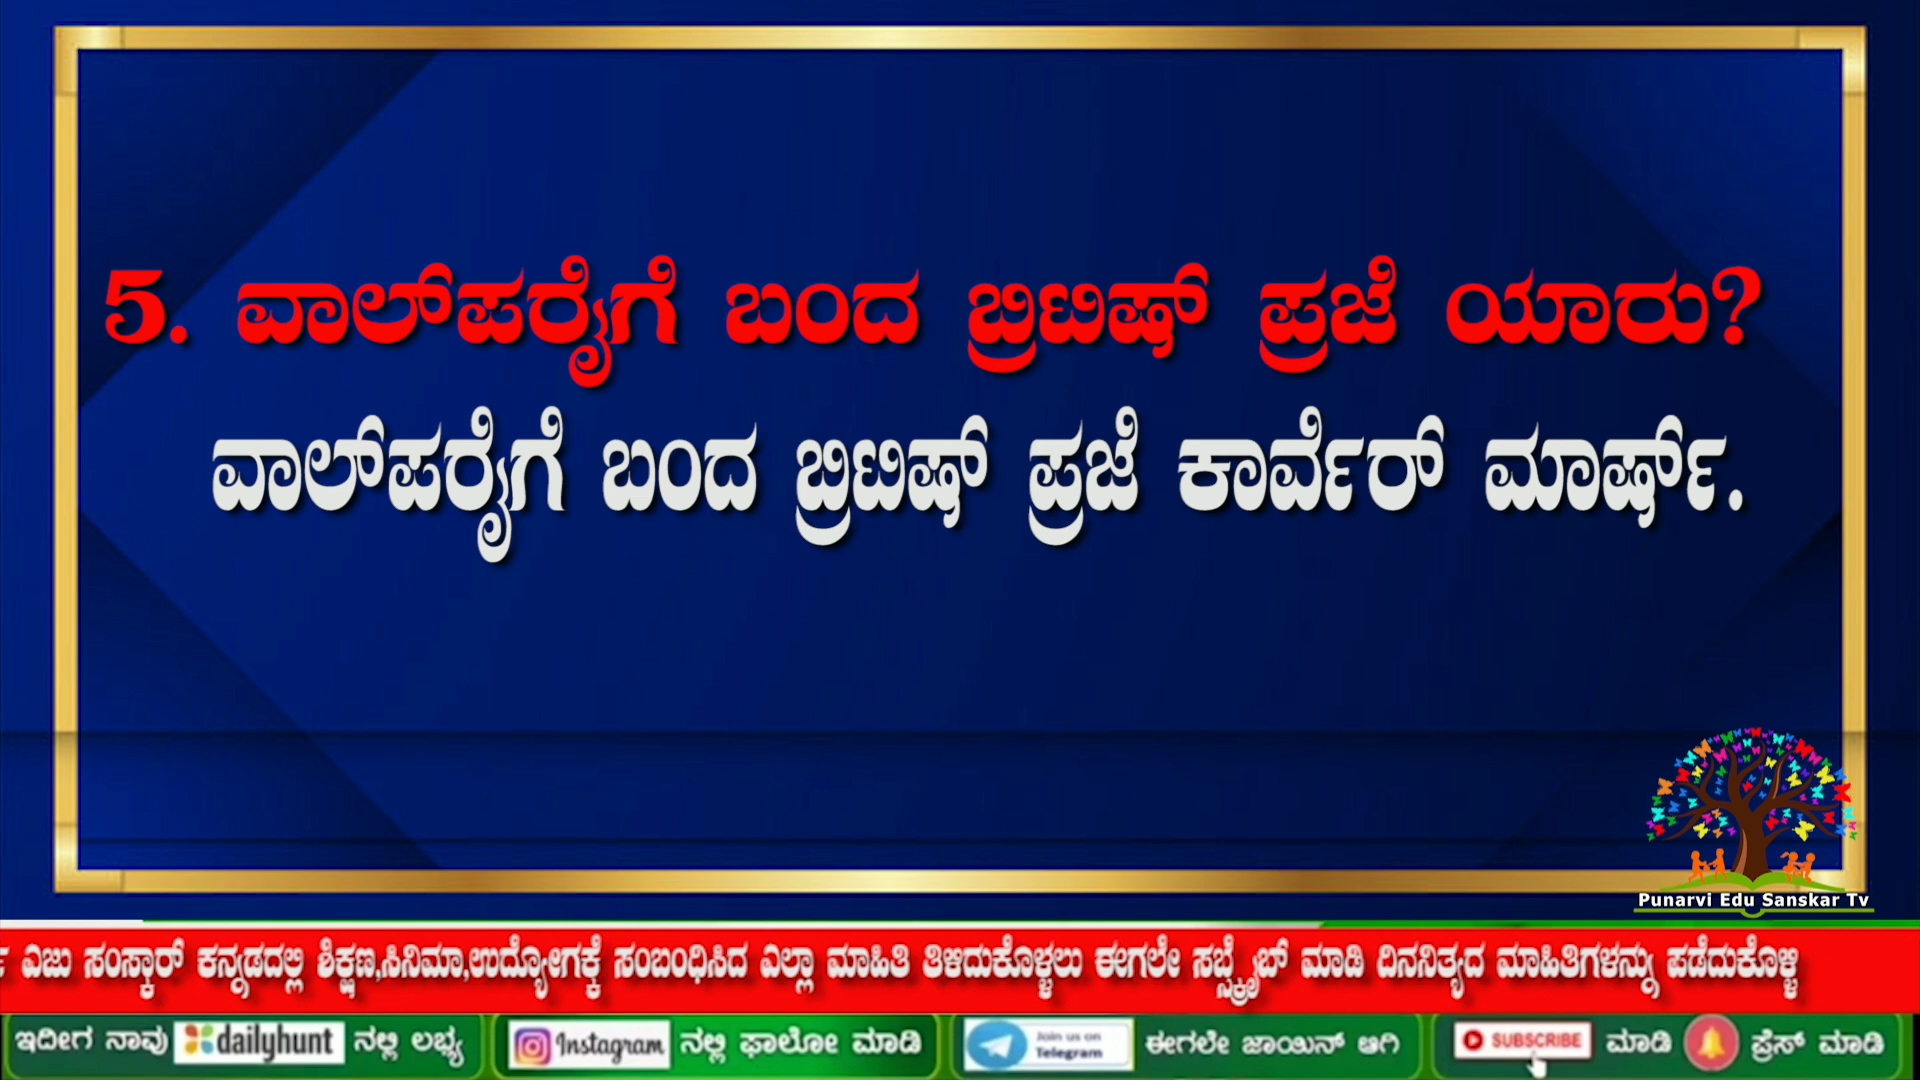 5. ವಾಲ್‌ಪರೈಗೆ ಬಂದ ಬ್ರಿಟಿಷ್ ಪ್ರಜೆ ಯಾರು?
ವಾಲ್‌ಪರೈಗೆ ಬಂದ ಬ್ರಿಟಿಷ್ ಪ್ರಜೆ ಕಾರ್ವೆರ್ ಮಾರ್ಷ್.
Punarvi Edu Sanskar Tv
ಎಜು ಸಂಸ್ಕಾರ್ ಕನ್ನಡದಲ್ಲಿ ಶಿಕ್ಷಣ,ಸಿನಿಮಾ,ಉದ್ಯೋಗಕ್ಕೆ ಸಂಬಂಧಿಸಿದ ಎಲ್ಲಾ ಮಾಹಿತಿ ತಿಳಿದುಕೊಳ್ಳಲು ಈಗಲೇ ಸಬ್ಸ್ಕ್ರೈಬ್ ಮಾಡಿ ದಿನನಿತ್ಯದ ಮಾಹಿತಿಗಳನ್ನು ಪಡೆದುಕೊಳ್ಳಿ
ಇದೀಗ ನಾವು dailyhunt ನಲ್ಲಿ ಲಭ್ಯ Instagram ನಲ್ಲಿ ಫಾಲೋ ಮಾಡಿ Join us on Telegram ಈಗಲೇ ಜಾಯಿನ್ ಆಗಿ SUBSCRIBE ಮಾಡಿ ಪ್ರೆಸ್ ಮಾಡಿ